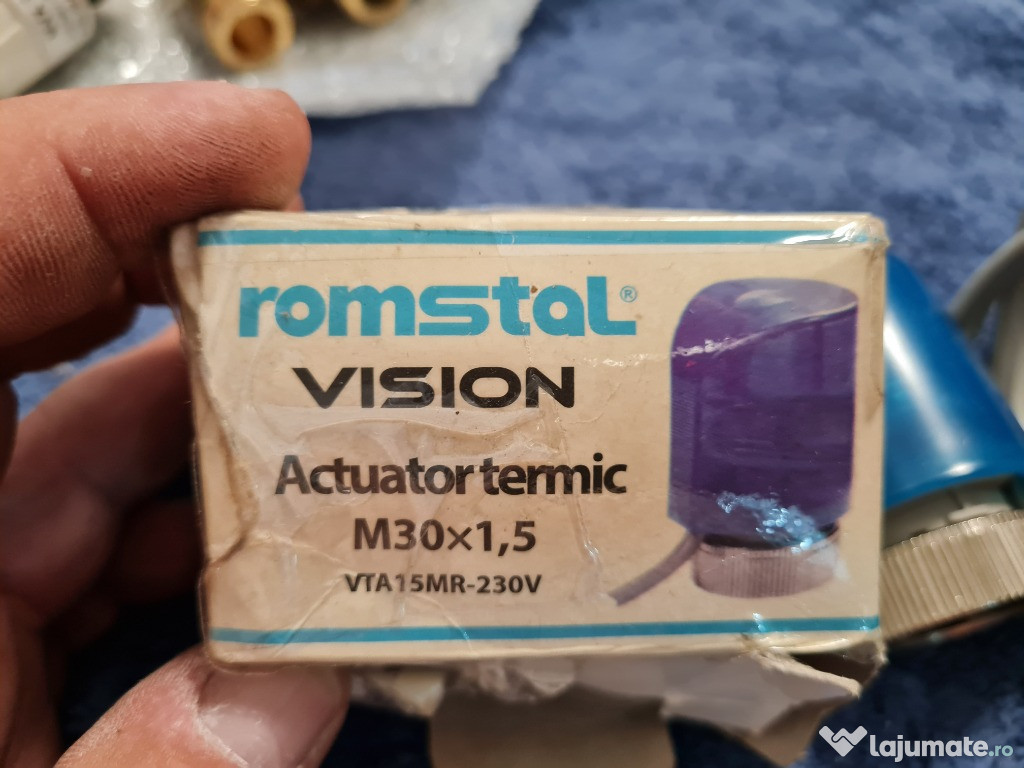 romstal®
VISION
Actuator termic
M30×1,5
VTA15MR-230V
lajumate.ro